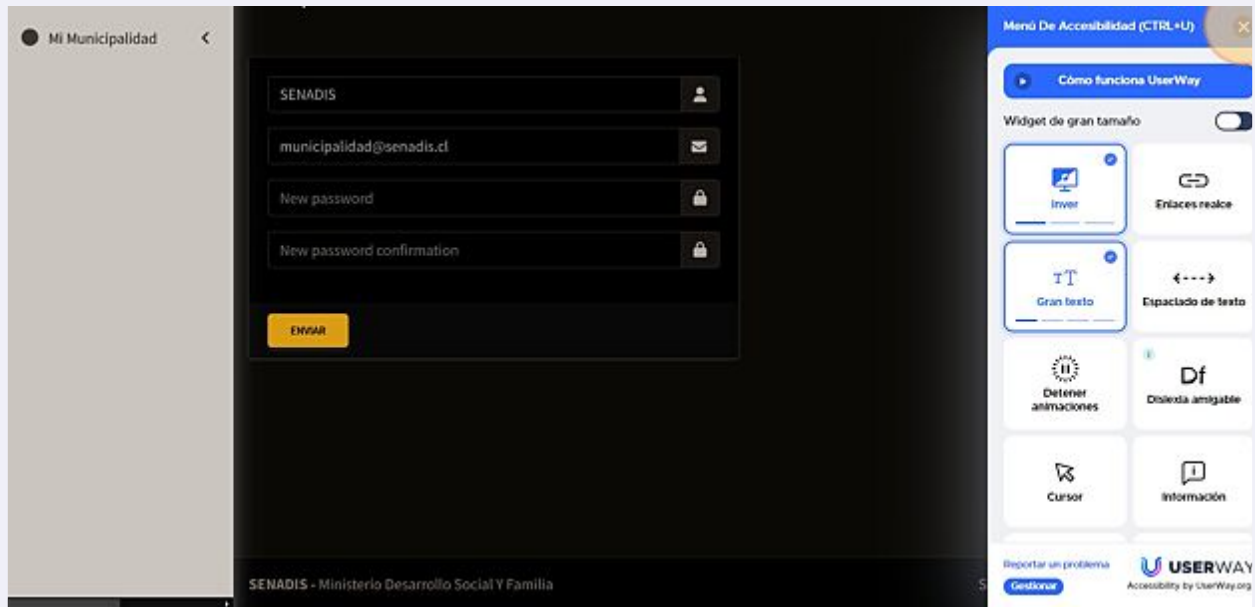 Mi Municipalidad
SENADIS
municipalidad@senadis.cl
New password
New password confirmation
ENVIAR
SENADIS - Ministerio Desarrollo Social Y Familia
S
Menú De Accesibilidad (CTRL+U)
Cómo funciona UserWay
Widget de gran tamaño
Inver
Enlaces realce
TT
Gran texto
Espaciado de texto
Detener
animaciones
Df
Dislexia amigable
Cursor
Información
Reportar un problema
Gestionar
USERWAY
Accessibility by UserWay.org